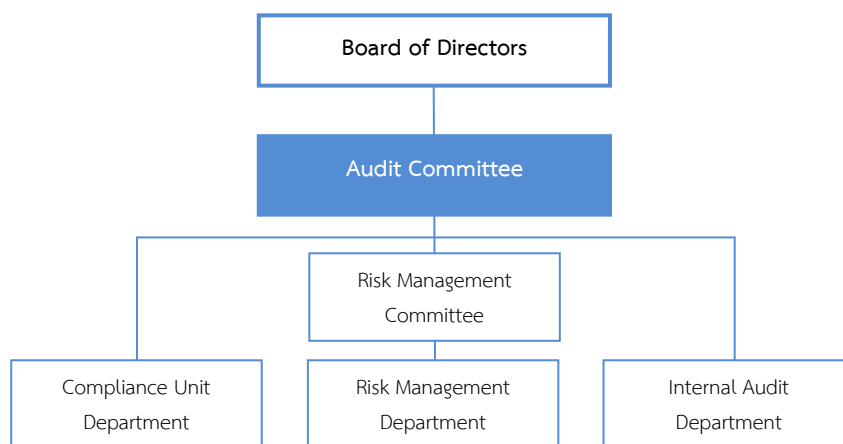 Board of Directors
Audit Committee
Risk Management
Committee
Compliance Unit
Department
Risk Management
Department
Internal Audit
Department